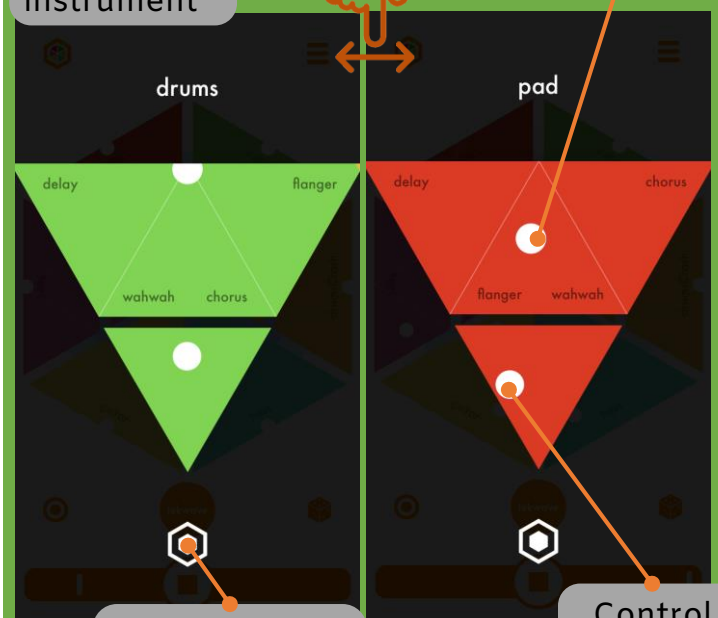 instrument
drums
pad
delay
flanger
delay
chorus
wahwah
chorus
flanger
wahwah
Control